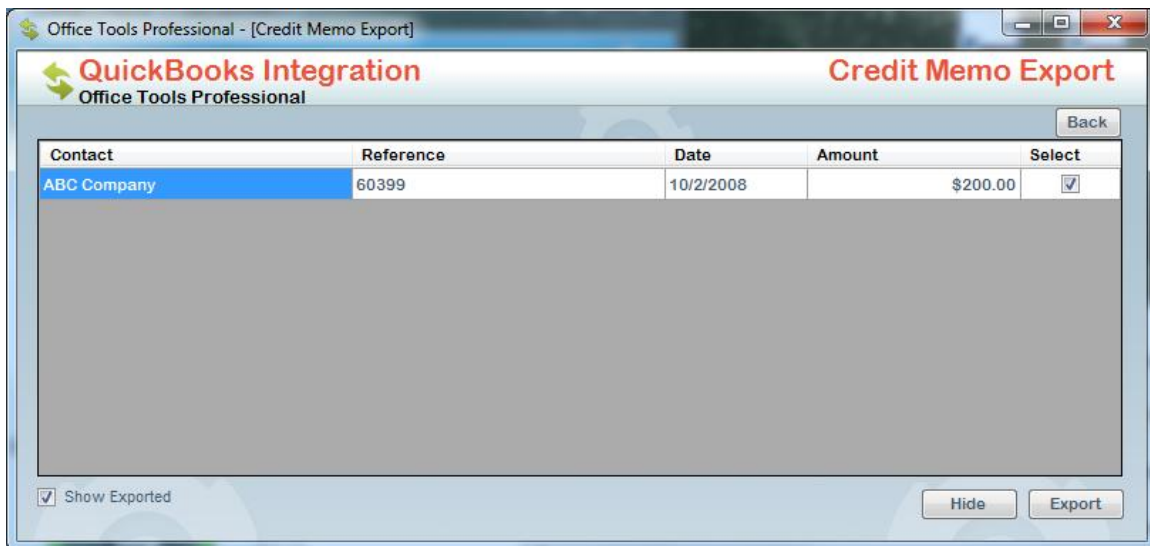 Office Tools Professional - [Credit Memo Export]
QuickBooks Integration Credit Memo Export
Office Tools Professional
Back
Contact Reference Date Amount Select
ABC Company 60399 10/2/2008 $200.00
Show Exported Hide Export